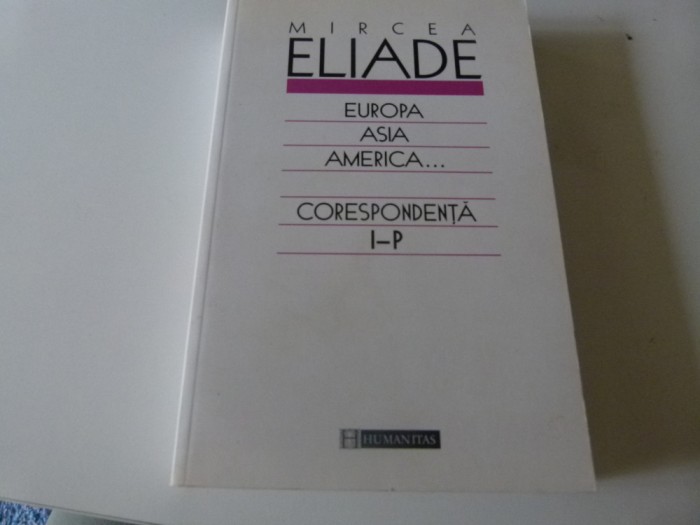 MIRCEA
ELIADE
EUROPA
ASIA
AMERICA...
CORESPONDENȚĂ
I–P
H HUMANITAS